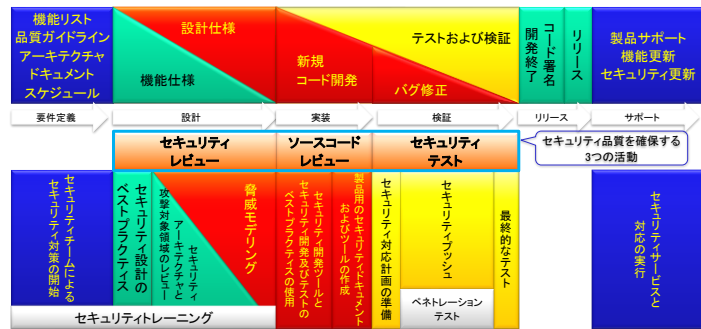 機能リスト
品質ガイドライン
アーキテクチャ
ドキュメント
スケジュール
設計仕様
機能仕様
新規
コード開発
テストおよび検証
バグ修正
開発終了
コード署名
リリース
製品サポート
機能更新
セキュリティ更新
要件定義
設計
実装
検証
リリース
サポート
セキュリティ
レビュー
ソースコード
レビュー
セキュリティ
テスト
セキュリティ品質を確保する
3つの活動
セキュリティチームによる
セキュリティ対策の開始
セキュリティ設計の
ベストプラクティス
セキュリティ
アーキテクチャと
攻撃対象領域のレビュー
脅威モデリング
セキュリティ開発ツールと
セキュリティ開発及びテストの
ベストプラクティスの使用
製品用のセキュリティドキュメント
およびツールの作成
セキュリティ対応計画の準備
セキュリティプッシュ
ペネトレーション
テスト
最終的なテスト
セキュリティサービスと
対応の実行
セキュリティトレーニング